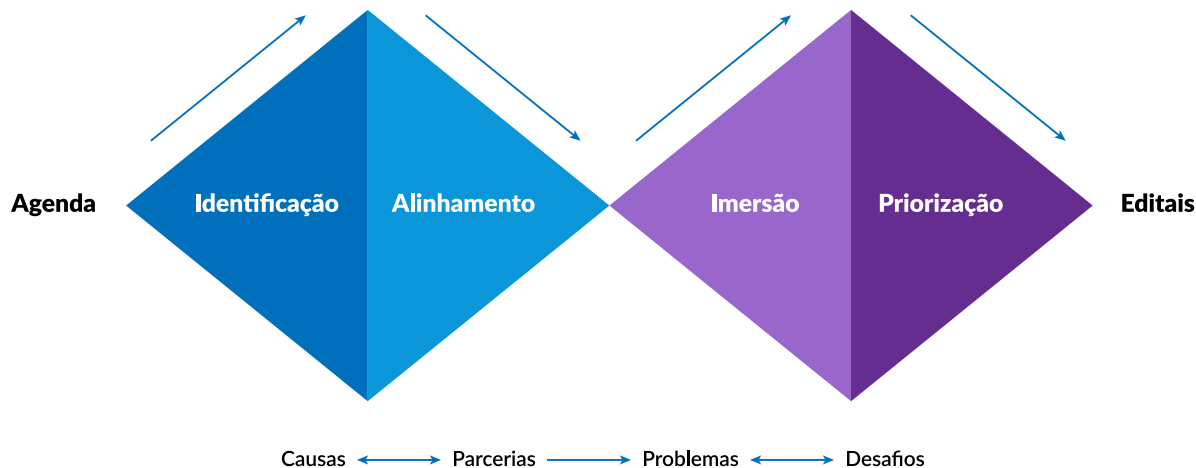 Agenda
Identificação
Alinhamento
Imersão
Priorização
Editais
Causas
Parcerias
Problemas
Desafios